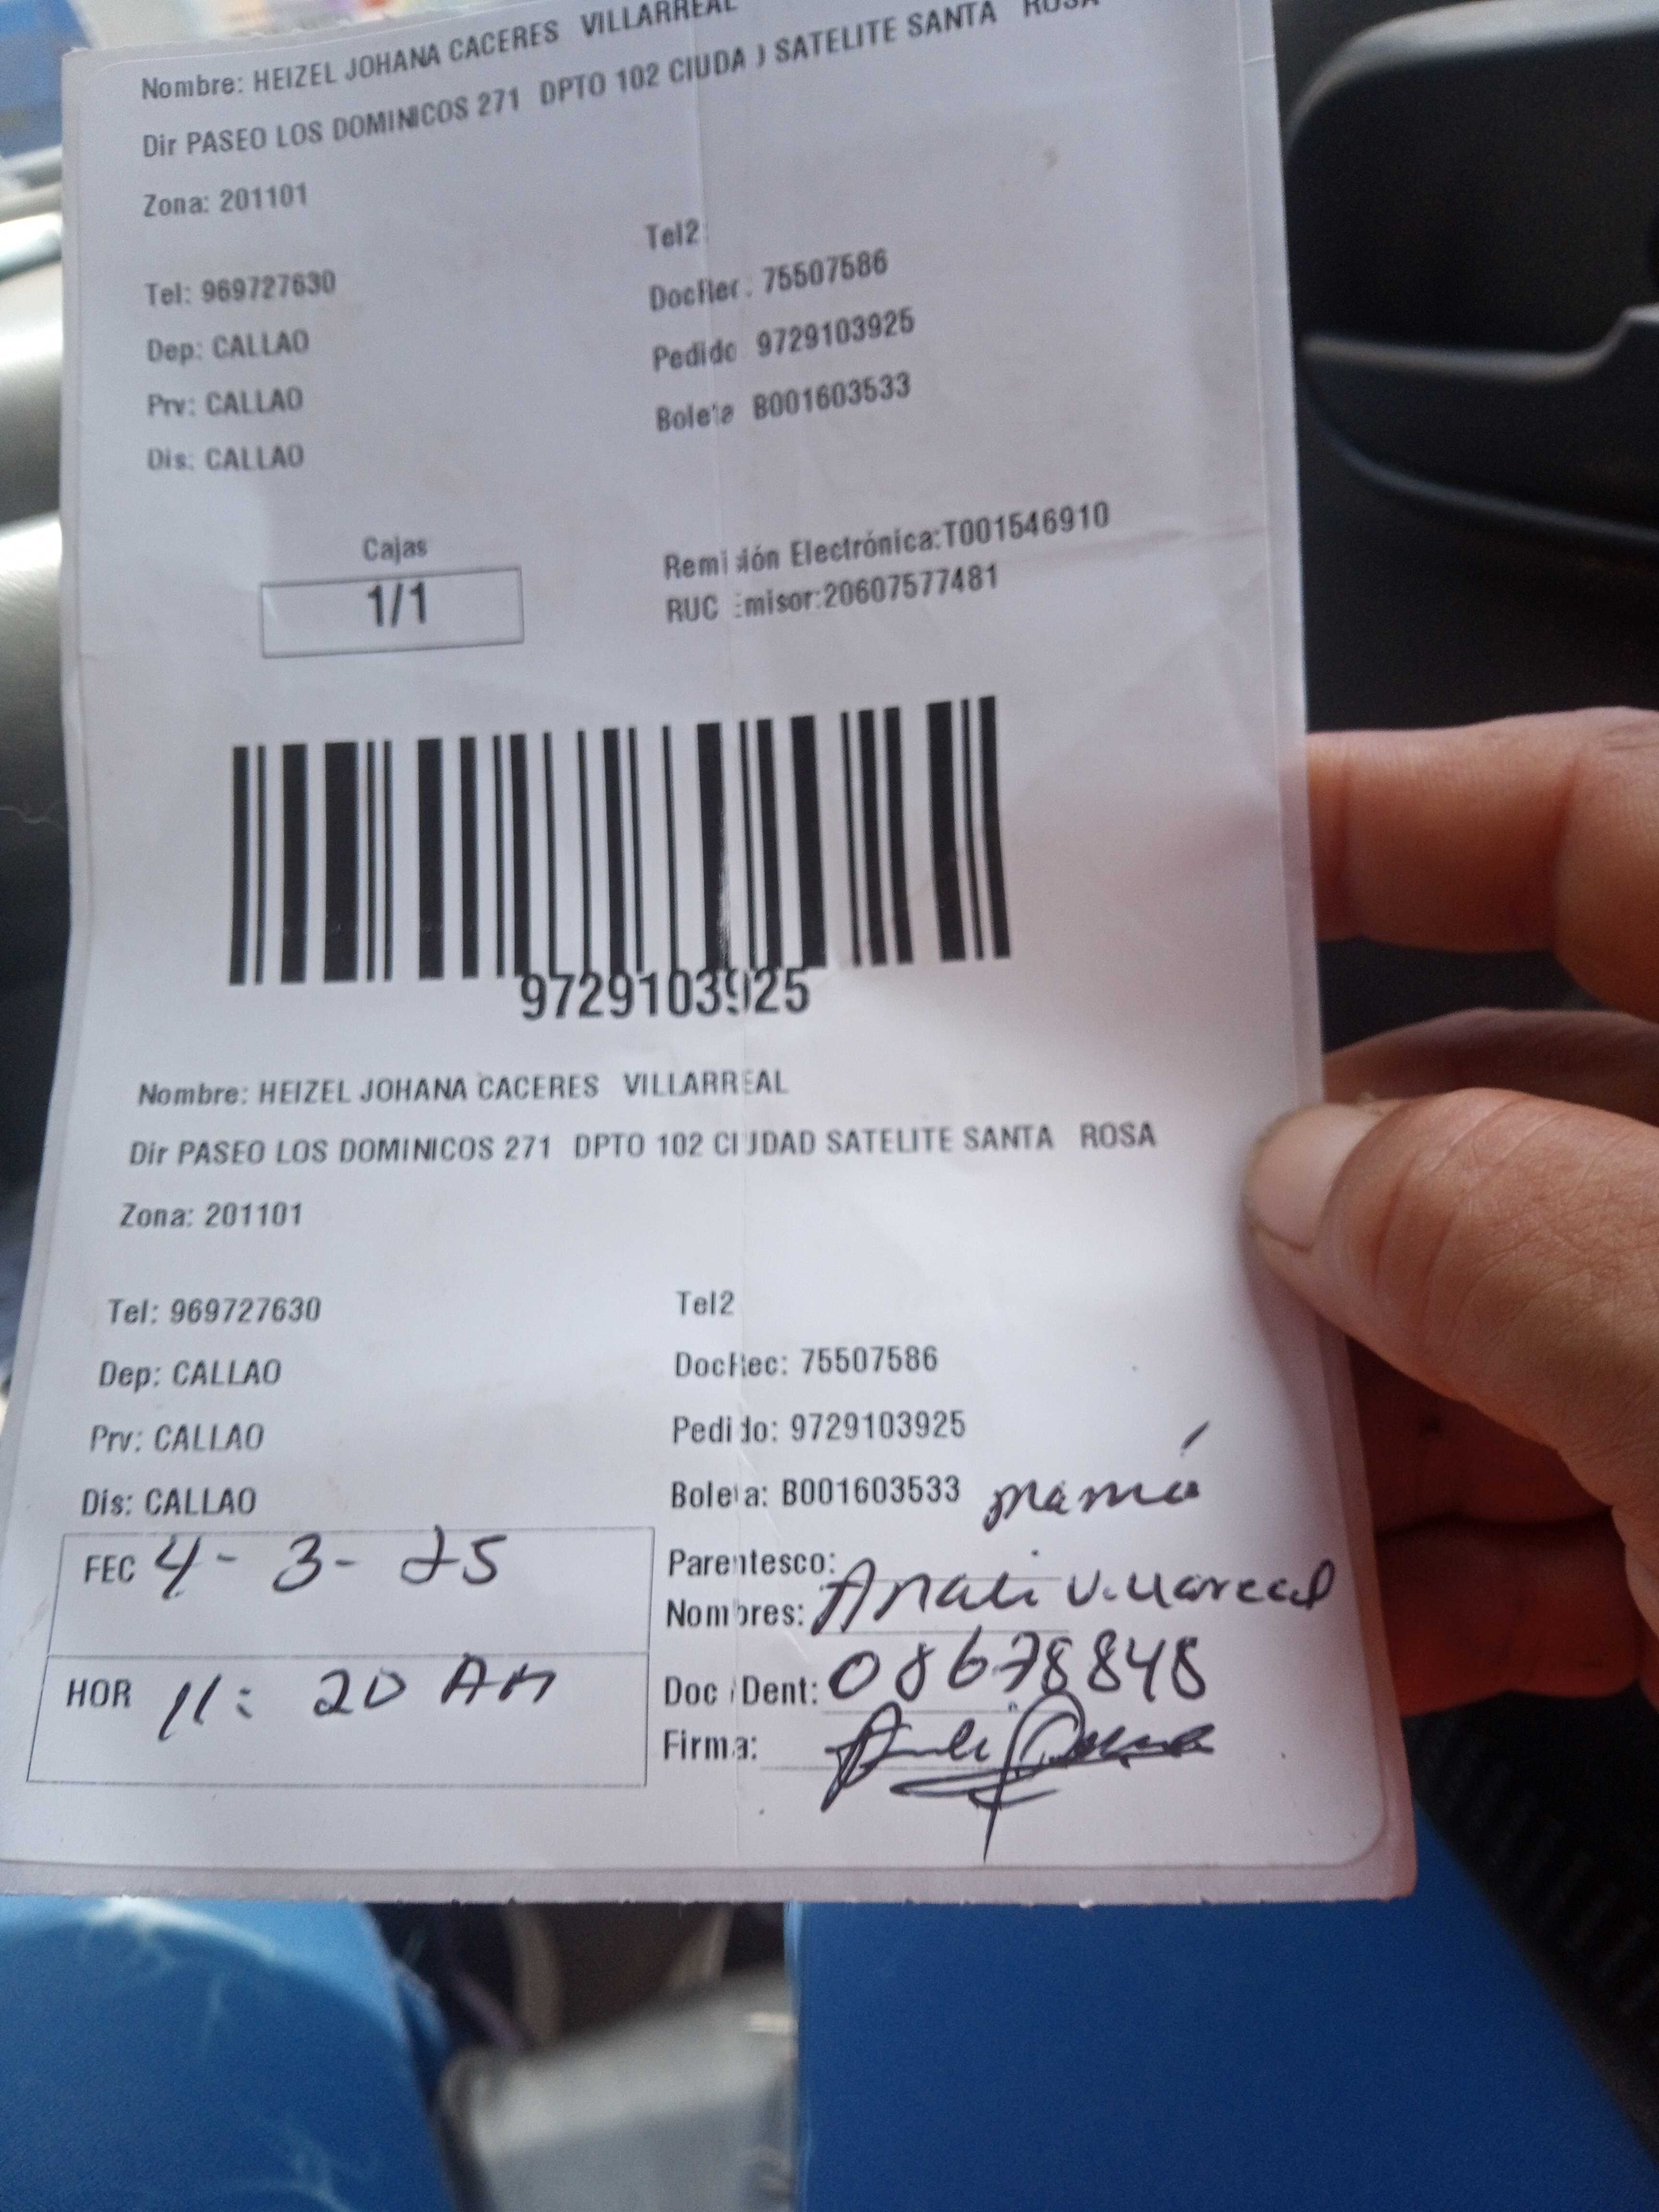 Nombre: HEIZEL JOHANA CACERES VILLARREAL
Dir PASEO LOS DOMINICOS 271 DPTO 102 CIUDAD SATELITE SANTA ROSA
Zona: 201101
Tel2:
Tel: 969727630
DocRec: 75507586
Dep: CALLAO
Pedido 9729103925
Prv: CALLAO
Boleta B001603533
Dis: CALLAO
Cajas
1/1
Remisión Electrónica:T001546910
RUC Emisor:20607577481
9729103925
Nombre: HEIZEL JOHANA CACERES VILLARREAL
Dir PASEO LOS DOMINICOS 271 DPTO 102 CIUDAD SATELITE SANTA ROSA
Zona: 201101
Tel: 969727630
Tel2
Dep: CALLAO
DocRec: 75507586
Prv: CALLAO
Pedido: 9729103925
Dis: CALLAO
Boleta: B001603533 mamá
FEC 4-3-25
Parentesco:
Nombres: Anali Villareal
HOR 11:20 AM
Doc Ident: 08678848
Firma: